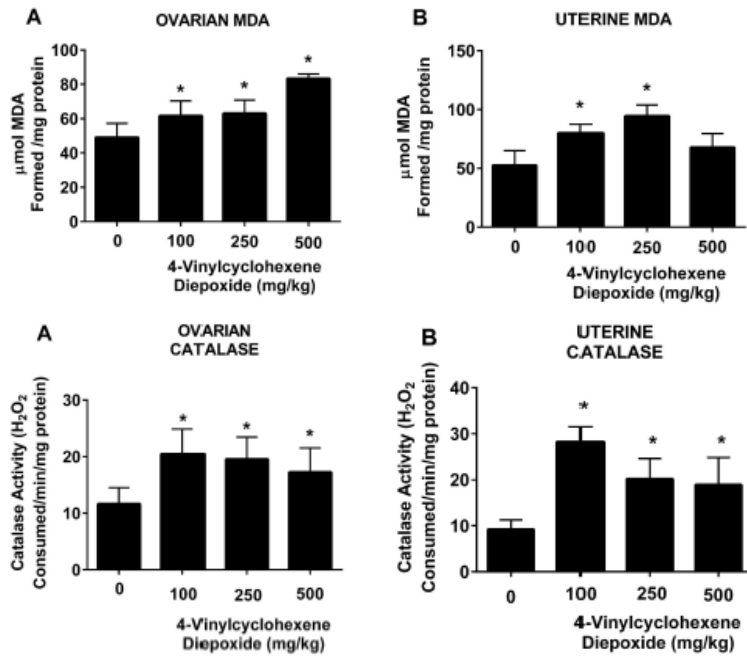 A
OVARIAN MDA
μmol MDA
Formed /mg protein
100
80
60
40
20
0
*
*
*
0 100 250 500
4-Vinylcyclohexene
Diepoxide (mg/kg)
B
UTERINE MDA
μmol MDA
Formed /mg protein
150
100
50
0
*
*
0 100 250 500
4-Vinylcyclohexene
Diepoxide (mg/kg)
A
OVARIAN
CATALASE
Catalase Activity (H₂O₂
Consumed/min/mg protein)
30
20
10
0
*
*
*
0 100 250 500
4-Vinylcyclohexene
Diepoxide (mg/kg)
B
UTERINE
CATALASE
Catalase Activity (H₂O₂
Consumed/min/mg protein)
40
30
20
10
0
*
*
*
0 100 250 500
4-Vinylcyclohexene
Diepoxide (mg/kg)